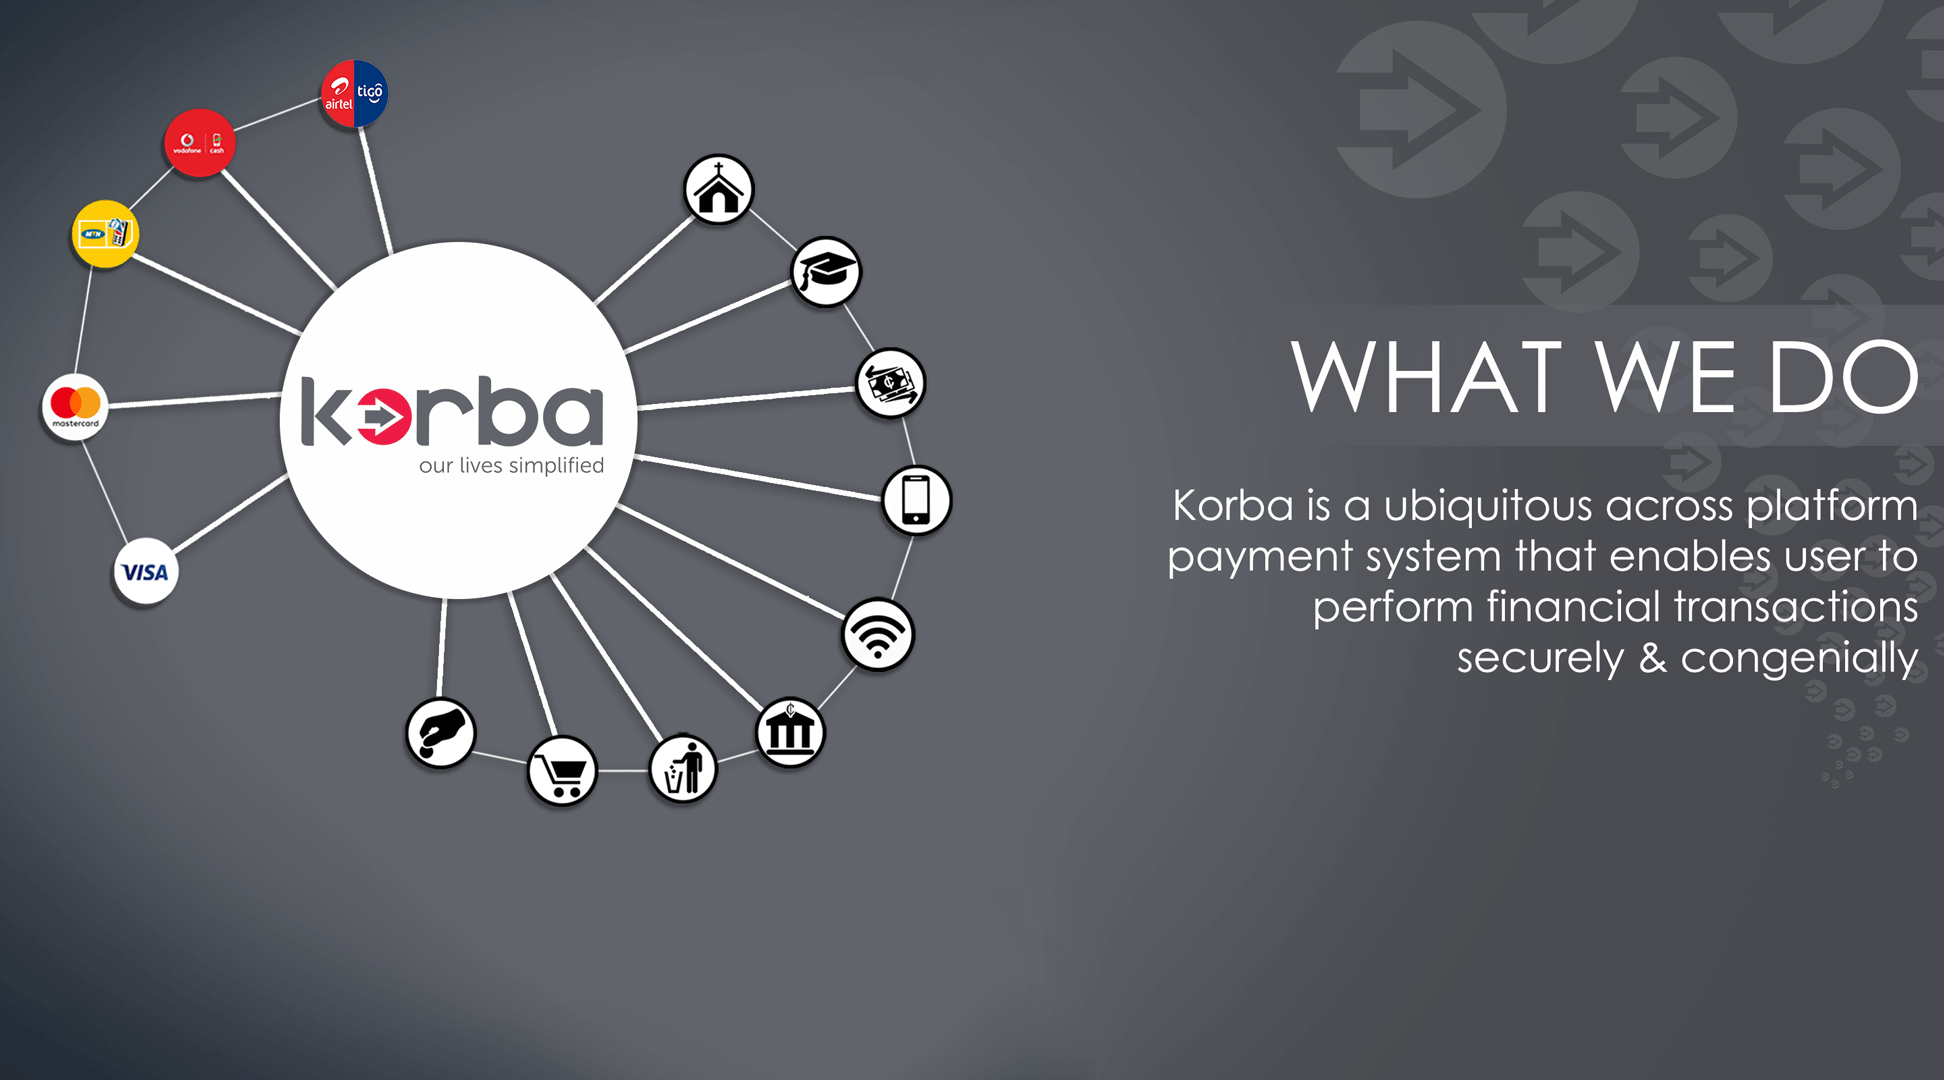 airtel
tigo
vodofone
cash
MTN
mastercard
VISA
korba
our lives simplified
WHAT WE DO
Korba is a ubiquitous across platform
payment system that enables user to
perform financial transactions
securely & congenially